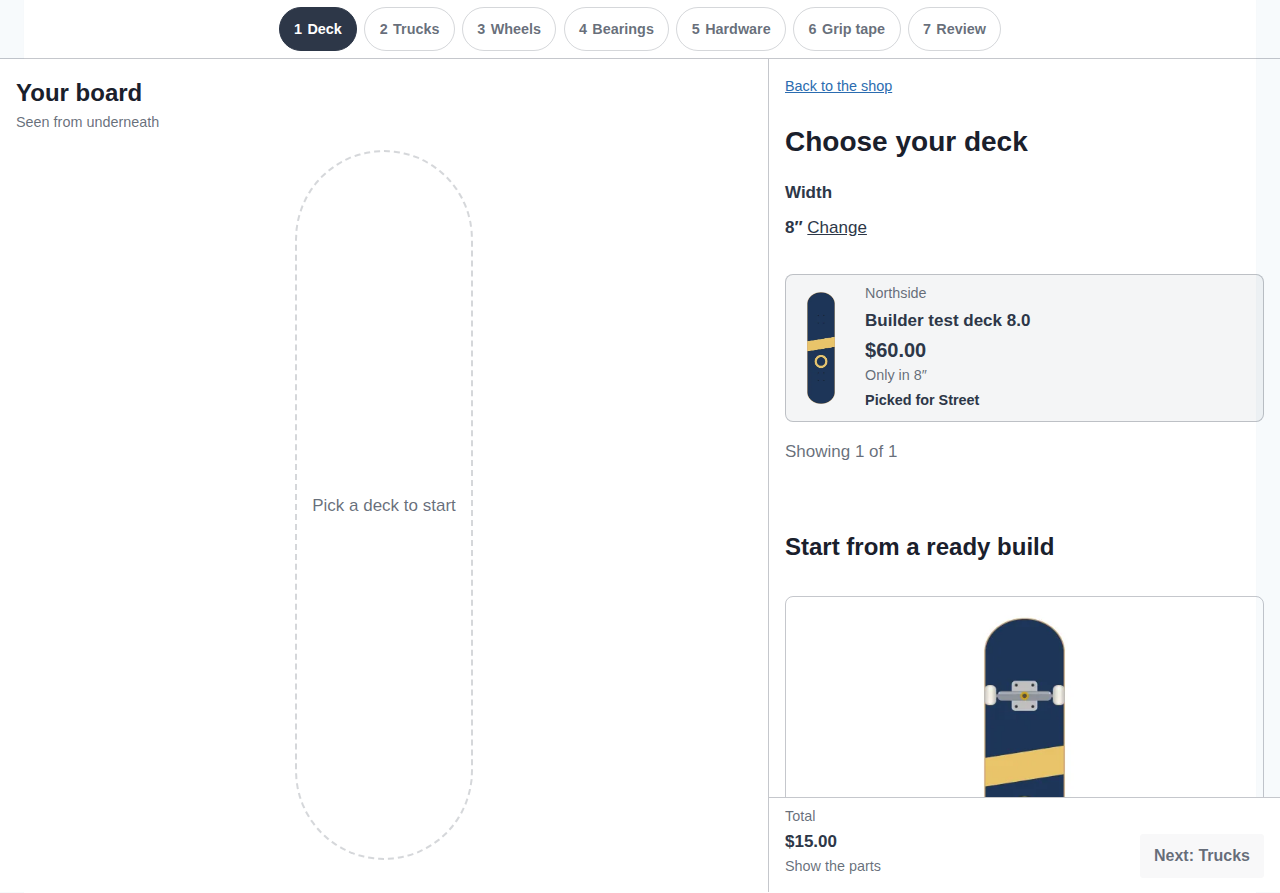 1 Deck
2 Trucks
3 Wheels
4 Bearings
5 Hardware
6 Grip tape
7 Review
Your board
Seen from underneath
Pick a deck to start
Back to the shop
Choose your deck
Width
8″ Change
Northside
Builder test deck 8.0
$60.00
Only in 8″
Picked for Street
Showing 1 of 1
Start from a ready build
Total
$15.00
Show the parts
Next: Trucks